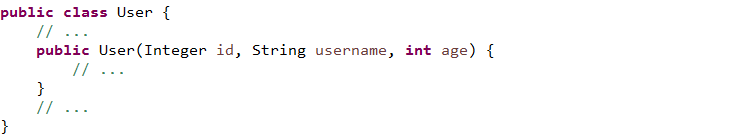 public class User {
    // ...
    public User(Integer id, String username, int age) {
        // ...
    }
    // ...
}